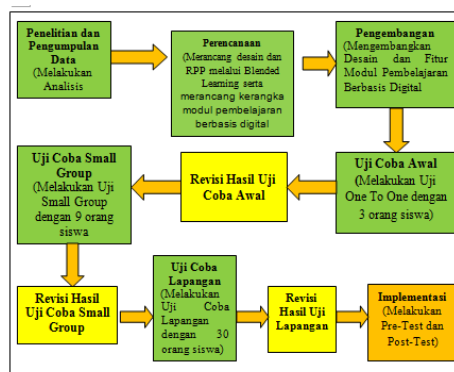 Penelitian dan
Pengumpulan
Data
(Melakukan
Analisis
Perencanaan
(Merancang desain dan
RPP melalui Blended
Learning serta
merancang kerangka
modul pembelajaran
berbasis digital
Pengembangan
(Mengembangkan
Desain dan Fitur
Modul Pembelajaran
Berbasis Digital
Uji Coba Awal
(Melakukan Uji
One To One dengan
3 orang siswa)
Revisi Hasil Uji
Coba Awal
Uji Coba Small
Group
(Melakukan Uji
Small Group
dengan 9 orang
siswa
Revisi Hasil
Uji Coba Small
Group
Uji Coba
Lapangan
(Melakukan
Uji Coba
Lapangan
dengan 30
orang siswa)
Revisi
Hasil Uji
Lapangan
Implementasi
(Melakukan
Pre-Test dan
Post-Test)